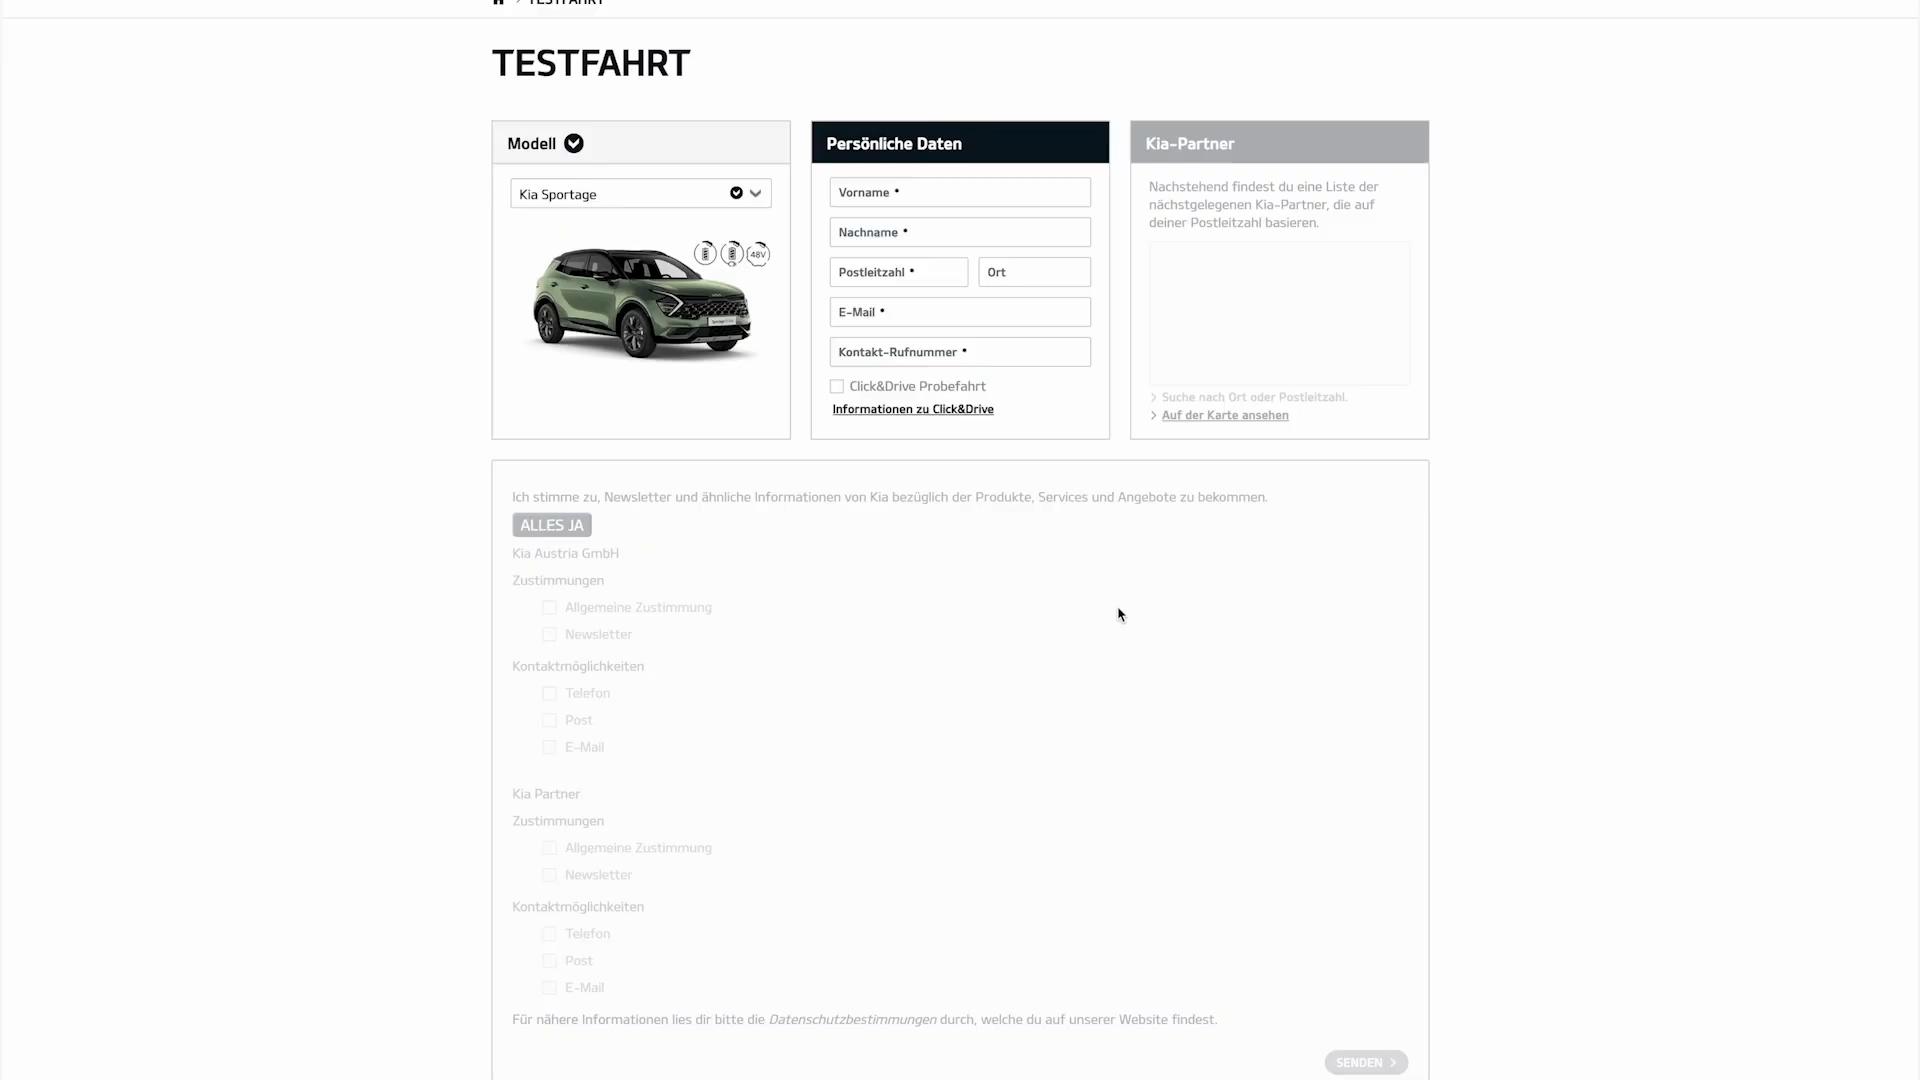 TESTFAHRT
TESTFAHRT
Modell
Kia Sportage
48V
Persönliche Daten
Vorname *
Nachname *
Postleitzahl * Ort
E-Mail *
Kontakt-Rufnummer *
Click&Drive Probefahrt
Informationen zu Click&Drive
Kia-Partner
Nachstehend findest du eine Liste der
nächstgelegenen Kia-Partner, die auf
deiner Postleitzahl basieren.
Suche nach Ort oder Postleitzahl.
Auf der Karte ansehen
Ich stimme zu, Newsletter und ähnliche Informationen von Kia bezüglich der Produkte, Services und Angebote zu bekommen.
ALLES JA
Kia Austria GmbH
Zustimmungen
Allgemeine Zustimmung
Newsletter
Kontaktmöglichkeiten
Telefon
Post
E-Mail
Kia Partner
Zustimmungen
Allgemeine Zustimmung
Newsletter
Kontaktmöglichkeiten
Telefon
Post
E-Mail
Für nähere Informationen lies dir bitte die Datenschutzbestimmungen durch, welche du auf unserer Website findest.
SENDEN